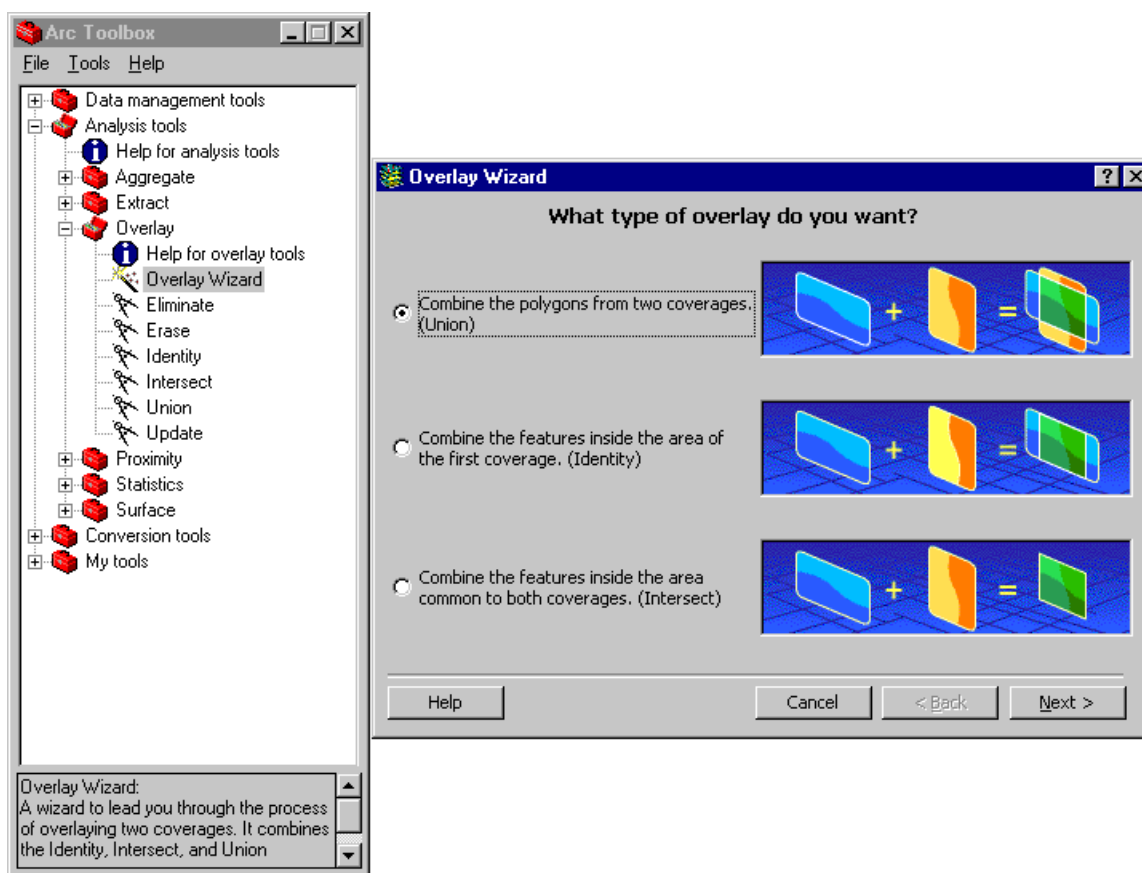 Arc Toolbox
File Tools Help
Data management tools
Analysis tools
Help for analysis tools
Aggregate
Extract
Overlay
Help for overlay tools
Overlay Wizard
Eliminate
Erase
Identity
Intersect
Union
Update
Proximity
Statistics
Surface
Conversion tools
My tools
Overlay Wizard:
A wizard to lead you through the process
of overlaying two coverages. It combines
the Identity, Intersect, and Union
Overlay Wizard
What type of overlay do you want?
Combine the polygons from two coverages.
(Union)
+ =
Combine the features inside the area of
the first coverage. (Identity)
+ =
Combine the features inside the area
common to both coverages. (Intersect)
+ =
Help Cancel < Back Next >